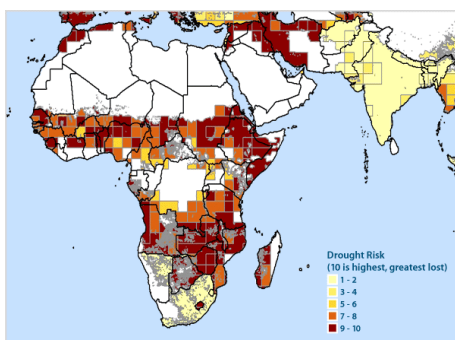 Drought Risk
(10 is highest, greatest lost)
1 - 2
3 - 4
5 - 6
7 - 8
9 - 10